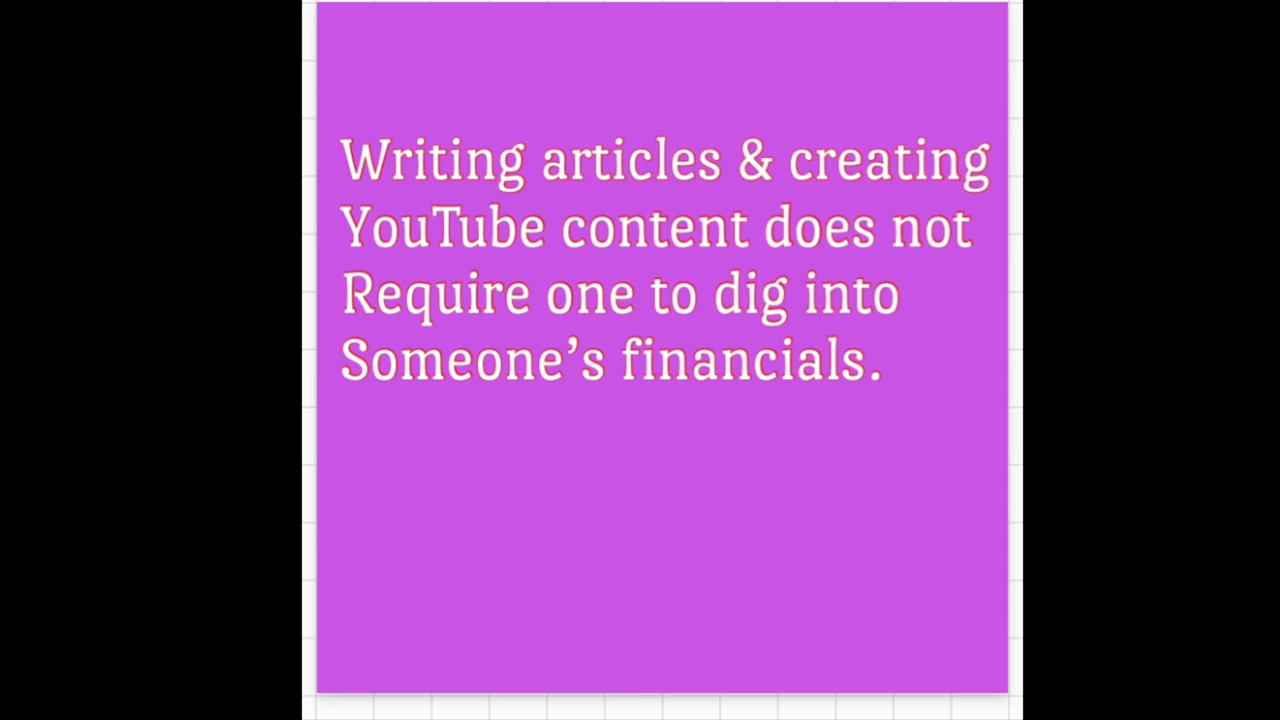 Writing articles & creating
YouTube content does not
Require one to dig into
Someone’s financials.